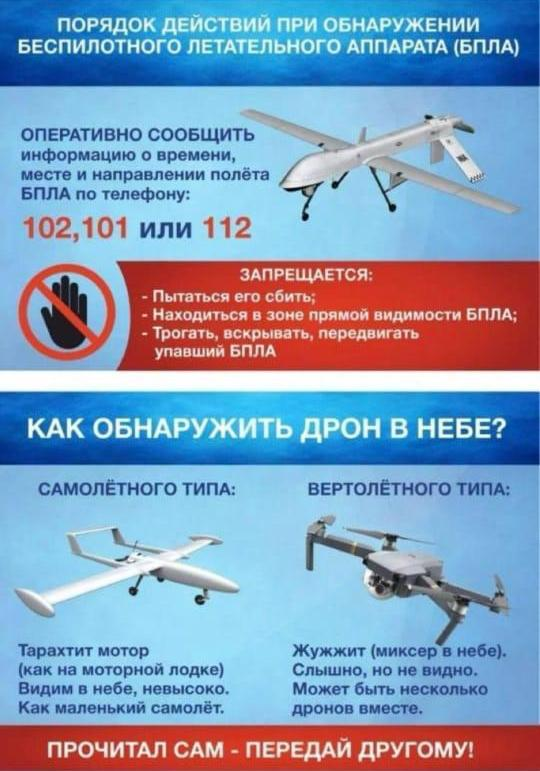 ПОРЯДОК ДЕЙСТВИЙ ПРИ ОБНАРУЖЕНИИ
БЕСПИЛОТНОГО ЛЕТАТЕЛЬНОГО АППАРАТА (БПЛА)
ОПЕРАТИВНО СООБЩИТЬ
информацию о времени,
месте и направлении полёта
БПЛА по телефону:
102,101 или 112
ЗАПРЕЩАЕТСЯ:
- Пытаться его сбить;
- Находиться в зоне прямой видимости БПЛА;
- Трогать, вскрывать, передвигать
упавший БПЛА
КАК ОБНАРУЖИТЬ ДРОН В НЕБЕ?
САМОЛЁТНОГО ТИПА:
Тарахтит мотор
(как на моторной лодке)
Видим в небе, невысоко.
Как маленький самолёт.
ВЕРТОЛЁТНОГО ТИПА:
Жужжит (миксер в небе).
Слышно, но не видно.
Может быть несколько
дронов вместе.
ПРОЧИТАЛ САМ - ПЕРЕДАЙ ДРУГОМУ!